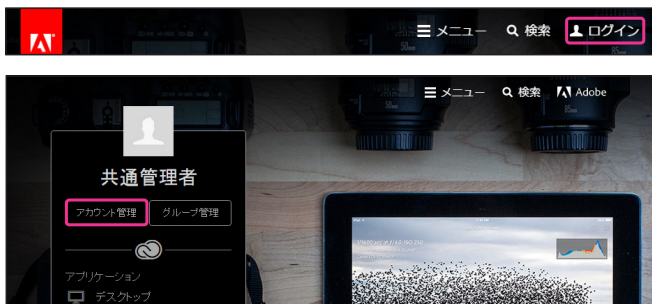 メニュー 検索 ログイン
メニュー 検索 Adobe
共通管理者
アカウント管理 グループ管理
アプリケーション
デスクトップ